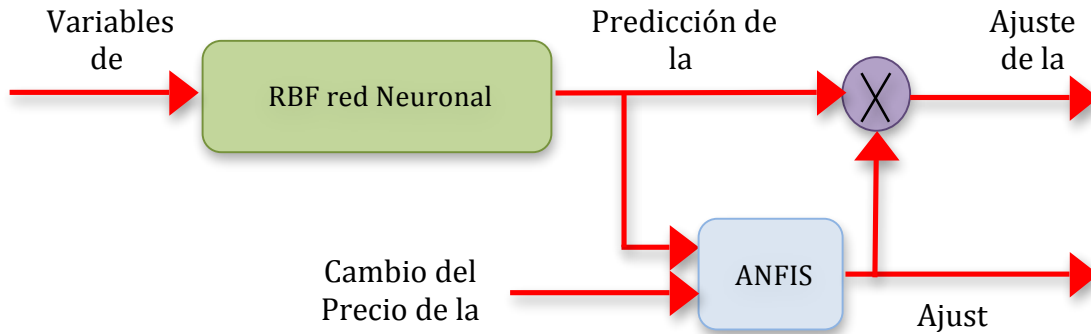 Variables
de
RBF red Neuronal
Predicción de
la
Ajuste
de la
Cambio del
Precio de la
ANFIS
Ajust